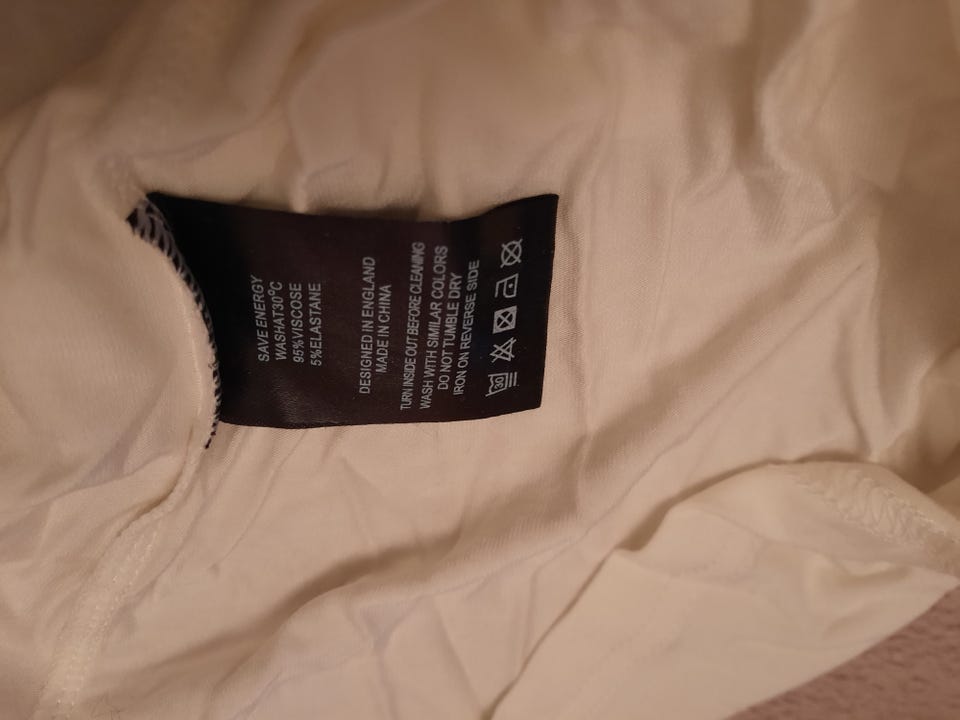 SAVE ENERGY
WASHAT30°C
95%VISCOSE
5%ELASTANE
DESIGNED IN ENGLAND
MADE IN CHINA
TURN INSIDE OUT BEFORE CLEANING
WASH WITH SIMILAR COLORS
DO NOT TUMBLE DRY
IRON ON REVERSE SIDE
30